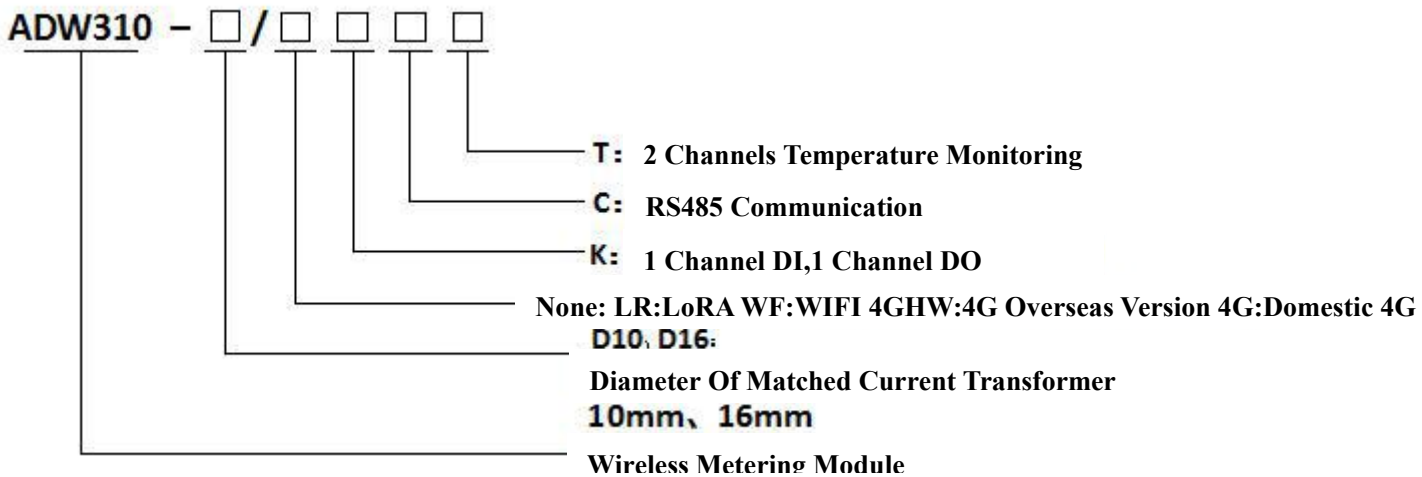 ADW310 – □/□ □ □ □
T: 2 Channels Temperature Monitoring
C: RS485 Communication
K: 1 Channel DI,1 Channel DO
None: LR:LoRA WF:WIFI 4GHW:4G Overseas Version 4G:Domestic 4G
D10、D16:
Diameter Of Matched Current Transformer
10mm、16mm
Wireless Metering Module